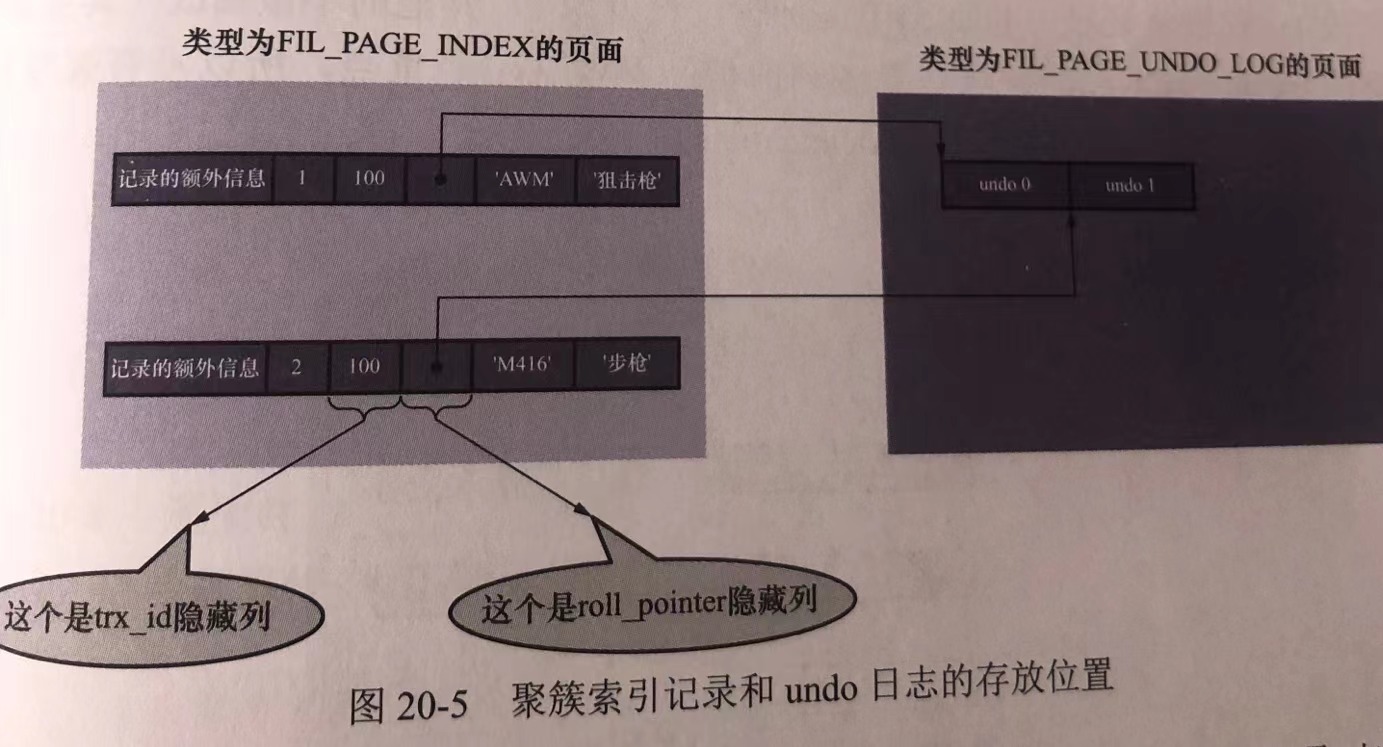 类型为FIL_PAGE_INDEX的页面
类型为FIL_PAGE_UNDO_LOG的页面
记录的额外信息 1 100 'AWM' '狙击枪'
undo 0 undo 1
记录的额外信息 2 100 'M416' '步枪'
这个是trx_id隐藏列
这个是roll_pointer隐藏列
图 20-5 聚簇索引记录和 undo 日志的存放位置